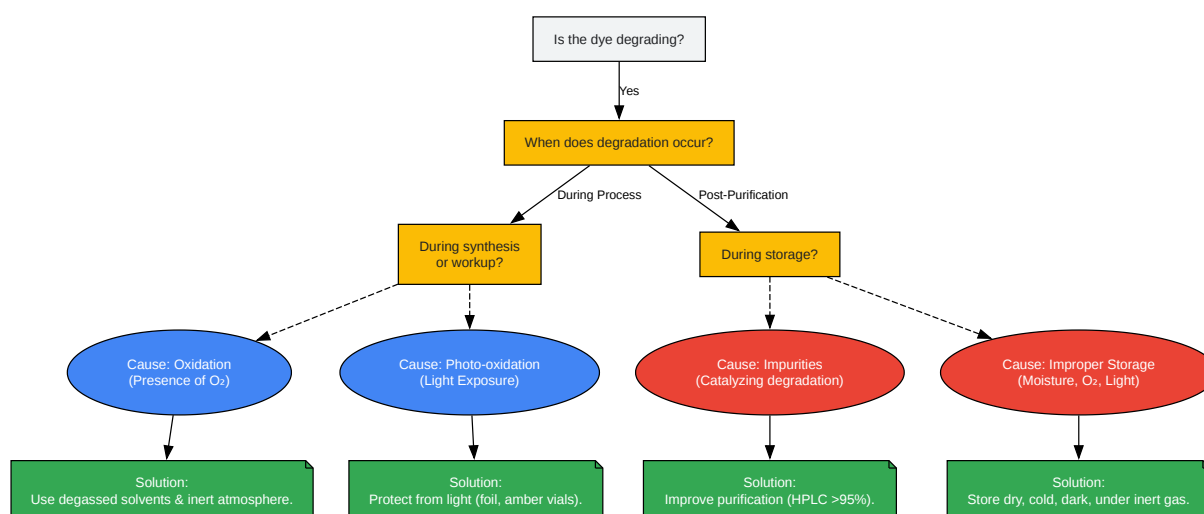 Is the dye degrading?
Yes
When does degradation occur?
During Process
Post-Purification
During synthesis
or workup?
During storage?
Cause: Oxidation
(Presence of O₂)
Cause: Photo-oxidation
(Light Exposure)
Cause: Impurities
(Catalyzing degradation)
Cause: Improper Storage
(Moisture, O₂, Light)
Solution:
Use degassed solvents & inert atmosphere.
Solution:
Protect from light (foil, amber vials).
Solution:
Improve purification (HPLC >95%).
Solution:
Store dry, cold, dark, under inert gas.